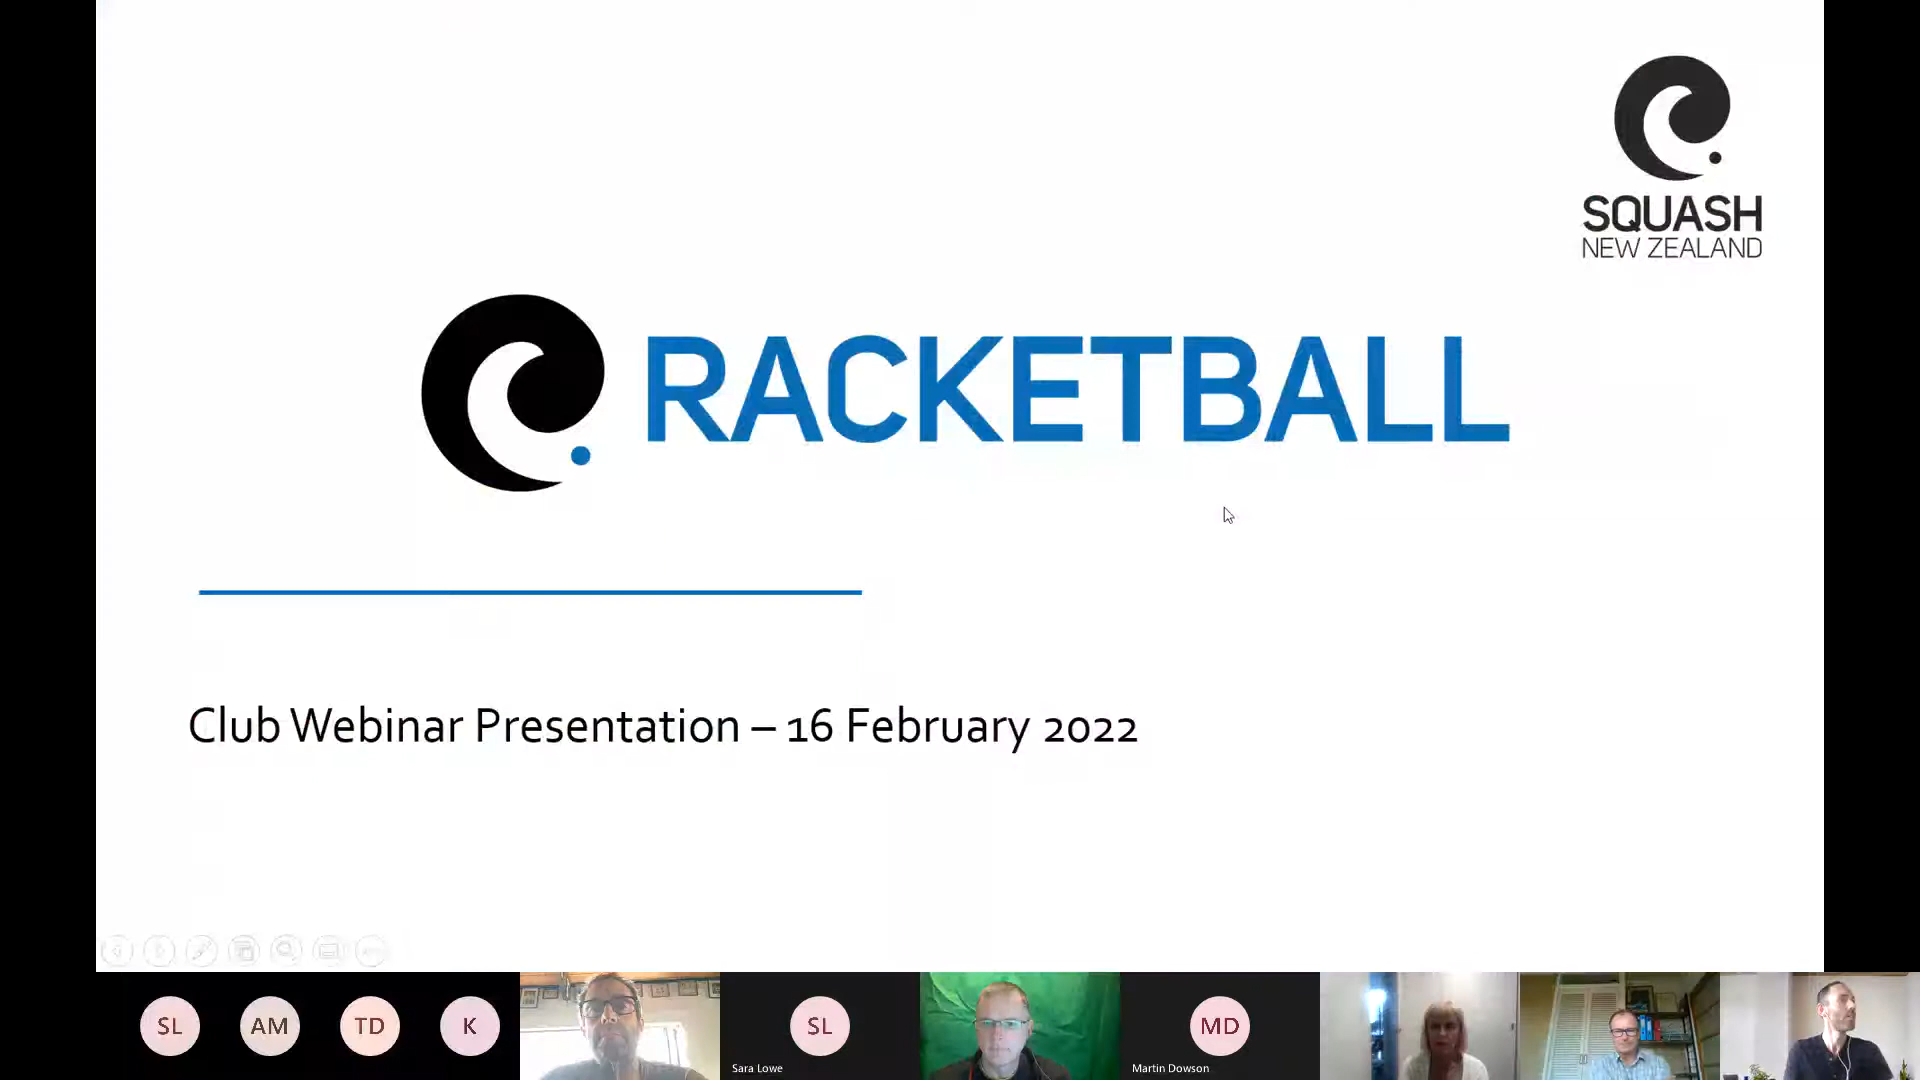 SQUASH
NEW ZEALAND
RACKETBALL
Club Webinar Presentation – 16 February 2022
SL
AM
TD
K
SL
MD
Sara Lowe
Martin Dowson